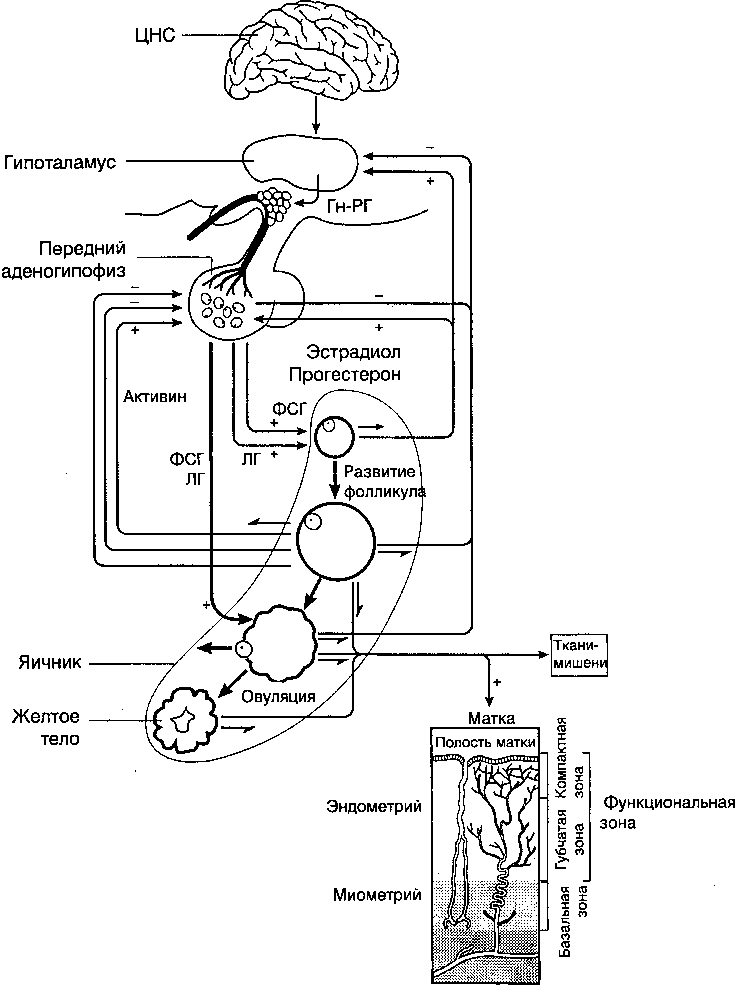 ЦНС
Гипоталамус
Гн-РГ
Передний
аденогипофиз
−
+
−
−
+
−
+
Эстрадиол
Прогестерон
Активин
ФСГ
+
ФСГ
ЛГ
ЛГ
+
Развитие
фолликула
+
Яичник
Овуляция
Ткани-
мишени
+
Желтое
тело
Матка
Полость матки
Эндометрий
Миометрий
Компактная
зона
Губчатая
зона
Базальная
зона
Функциональная
зона